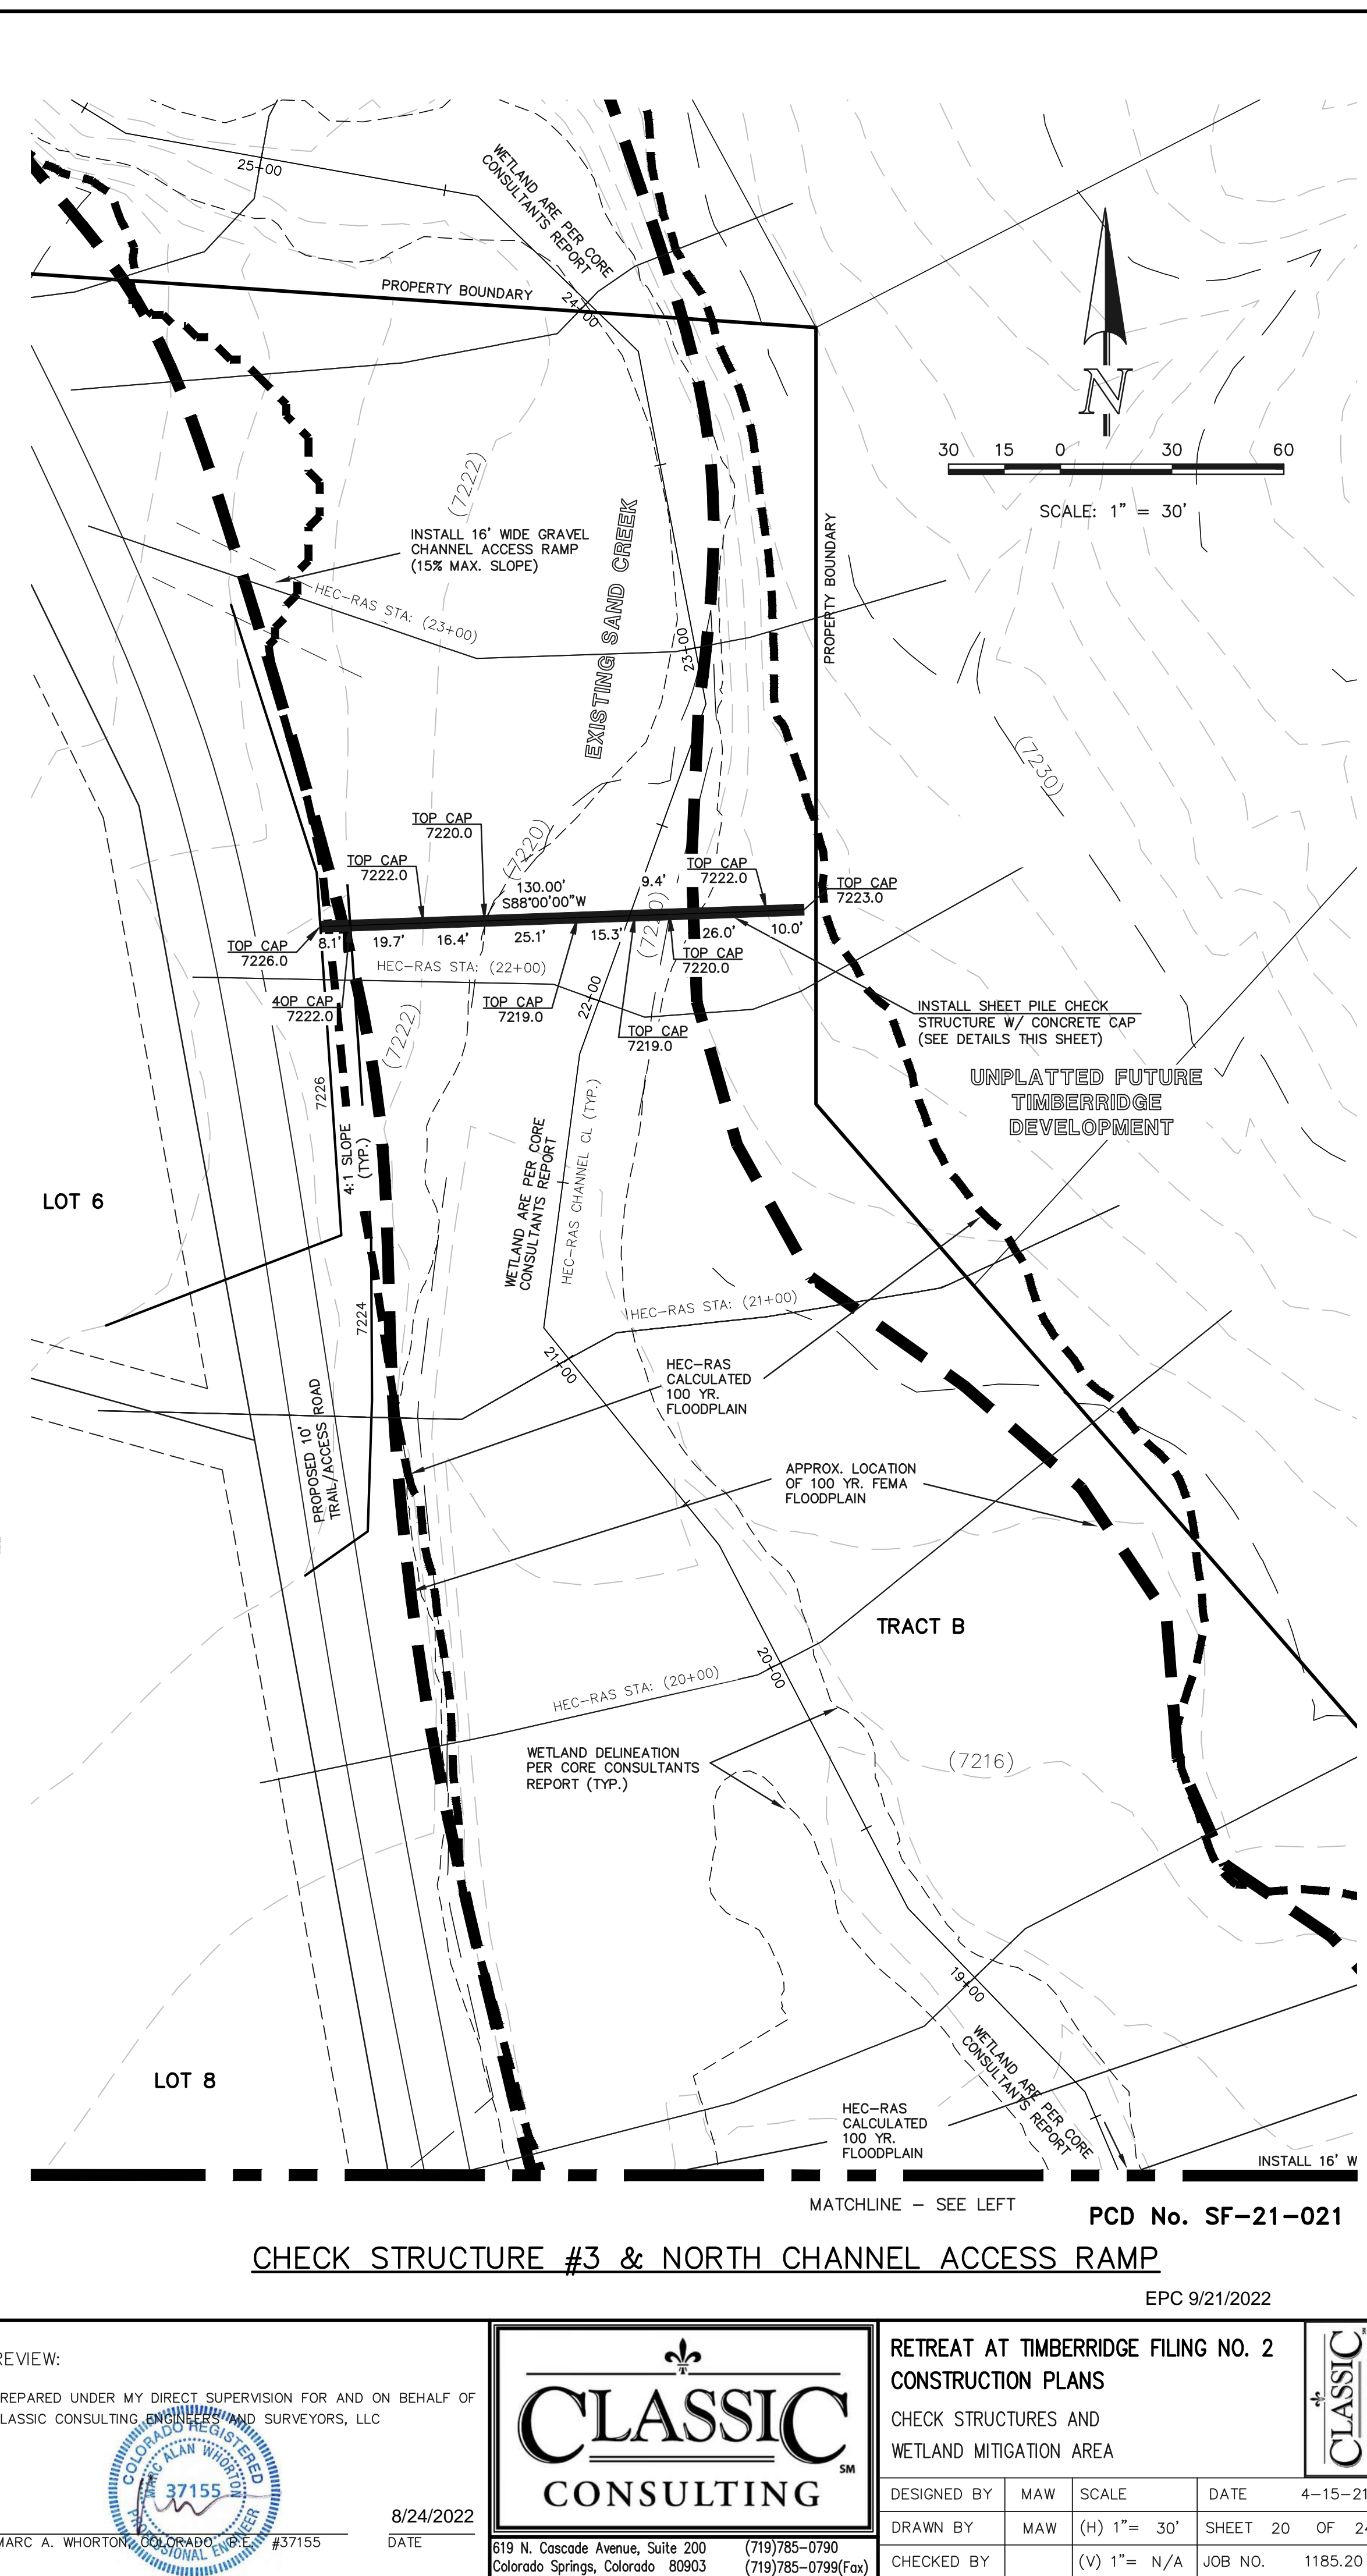 25+00
WETLAND ARE PER CORE
CONSULTANTS REPORT
PROPERTY BOUNDARY
24+00
N
30 15 0 30 60
SCALE: 1" = 30'
(7222)
INSTALL 16' WIDE GRAVEL
CHANNEL ACCESS RAMP
(15% MAX. SLOPE)
EXISTING SAND CREEK
PROPERTY BOUNDARY
HEC-RAS STA: (23+00)
23+00
(7230)
TOP CAP
7220.0
TOP CAP
7222.0
(7220)
130.00'
S88°00'00"W
9.4'
TOP CAP
7222.0
TOP CAP
7223.0
(7220)
8.1' 19.7' 16.4' 25.1' 15.3' 26.0' 10.0'
TOP CAP
7226.0
HEC-RAS STA: (22+00)
TOP CAP
7220.0
4OP CAP
7222.0
TOP CAP
7219.0
22+00
TOP CAP
7219.0
INSTALL SHEET PILE CHECK
STRUCTURE W/ CONCRETE CAP
(SEE DETAILS THIS SHEET)
(7222)
UNPLATTED FUTURE
TIMBERRIDGE
DEVELOPMENT
7226
4:1 SLOPE
(TYP.)
WETLAND ARE PER CORE
CONSULTANTS REPORT
HEC-RAS CHANNEL CL (TYP.)
LOT 6
7224
HEC-RAS STA: (21+00)
21+00
HEC-RAS
CALCULATED
100 YR.
FLOODPLAIN
PROPOSED 10'
TRAIL/ACCESS ROAD
APPROX. LOCATION
OF 100 YR. FEMA
FLOODPLAIN
TRACT B
20+00
HEC-RAS STA: (20+00)
WETLAND DELINEATION
PER CORE CONSULTANTS
REPORT (TYP.)
(7216)
19+00
WETLAND ARE PER CORE
CONSULTANTS REPORT
LOT 8
HEC-RAS
CALCULATED
100 YR.
FLOODPLAIN
INSTALL 16' W
MATCHLINE - SEE LEFT
PCD No. SF-21-021
CHECK STRUCTURE #3 & NORTH CHANNEL ACCESS RAMP
EPC 9/21/2022
REVIEW:
REPARED UNDER MY DIRECT SUPERVISION FOR AND ON BEHALF OF
LASSIC CONSULTING ENGINEERS AND SURVEYORS, LLC
COLORADO REGISTERED
MARC ALAN WHORTON
37155
PROFESSIONAL ENGINEER
8/24/2022
MARC A. WHORTON, COLORADO P.E. #37155
DATE
CLASSIC
SM
CONSULTING
619 N. Cascade Avenue, Suite 200 (719)785-0790
Colorado Springs, Colorado 80903 (719)785-0799(Fax)
RETREAT AT TIMBERRIDGE FILING NO. 2
CONSTRUCTION PLANS
CHECK STRUCTURES AND
WETLAND MITIGATION AREA
CLASSIC
DESIGNED BY MAW SCALE DATE 4-15-21
DRAWN BY MAW (H) 1"= 30' SHEET 20 OF 24
CHECKED BY (V) 1"= N/A JOB NO. 1185.20